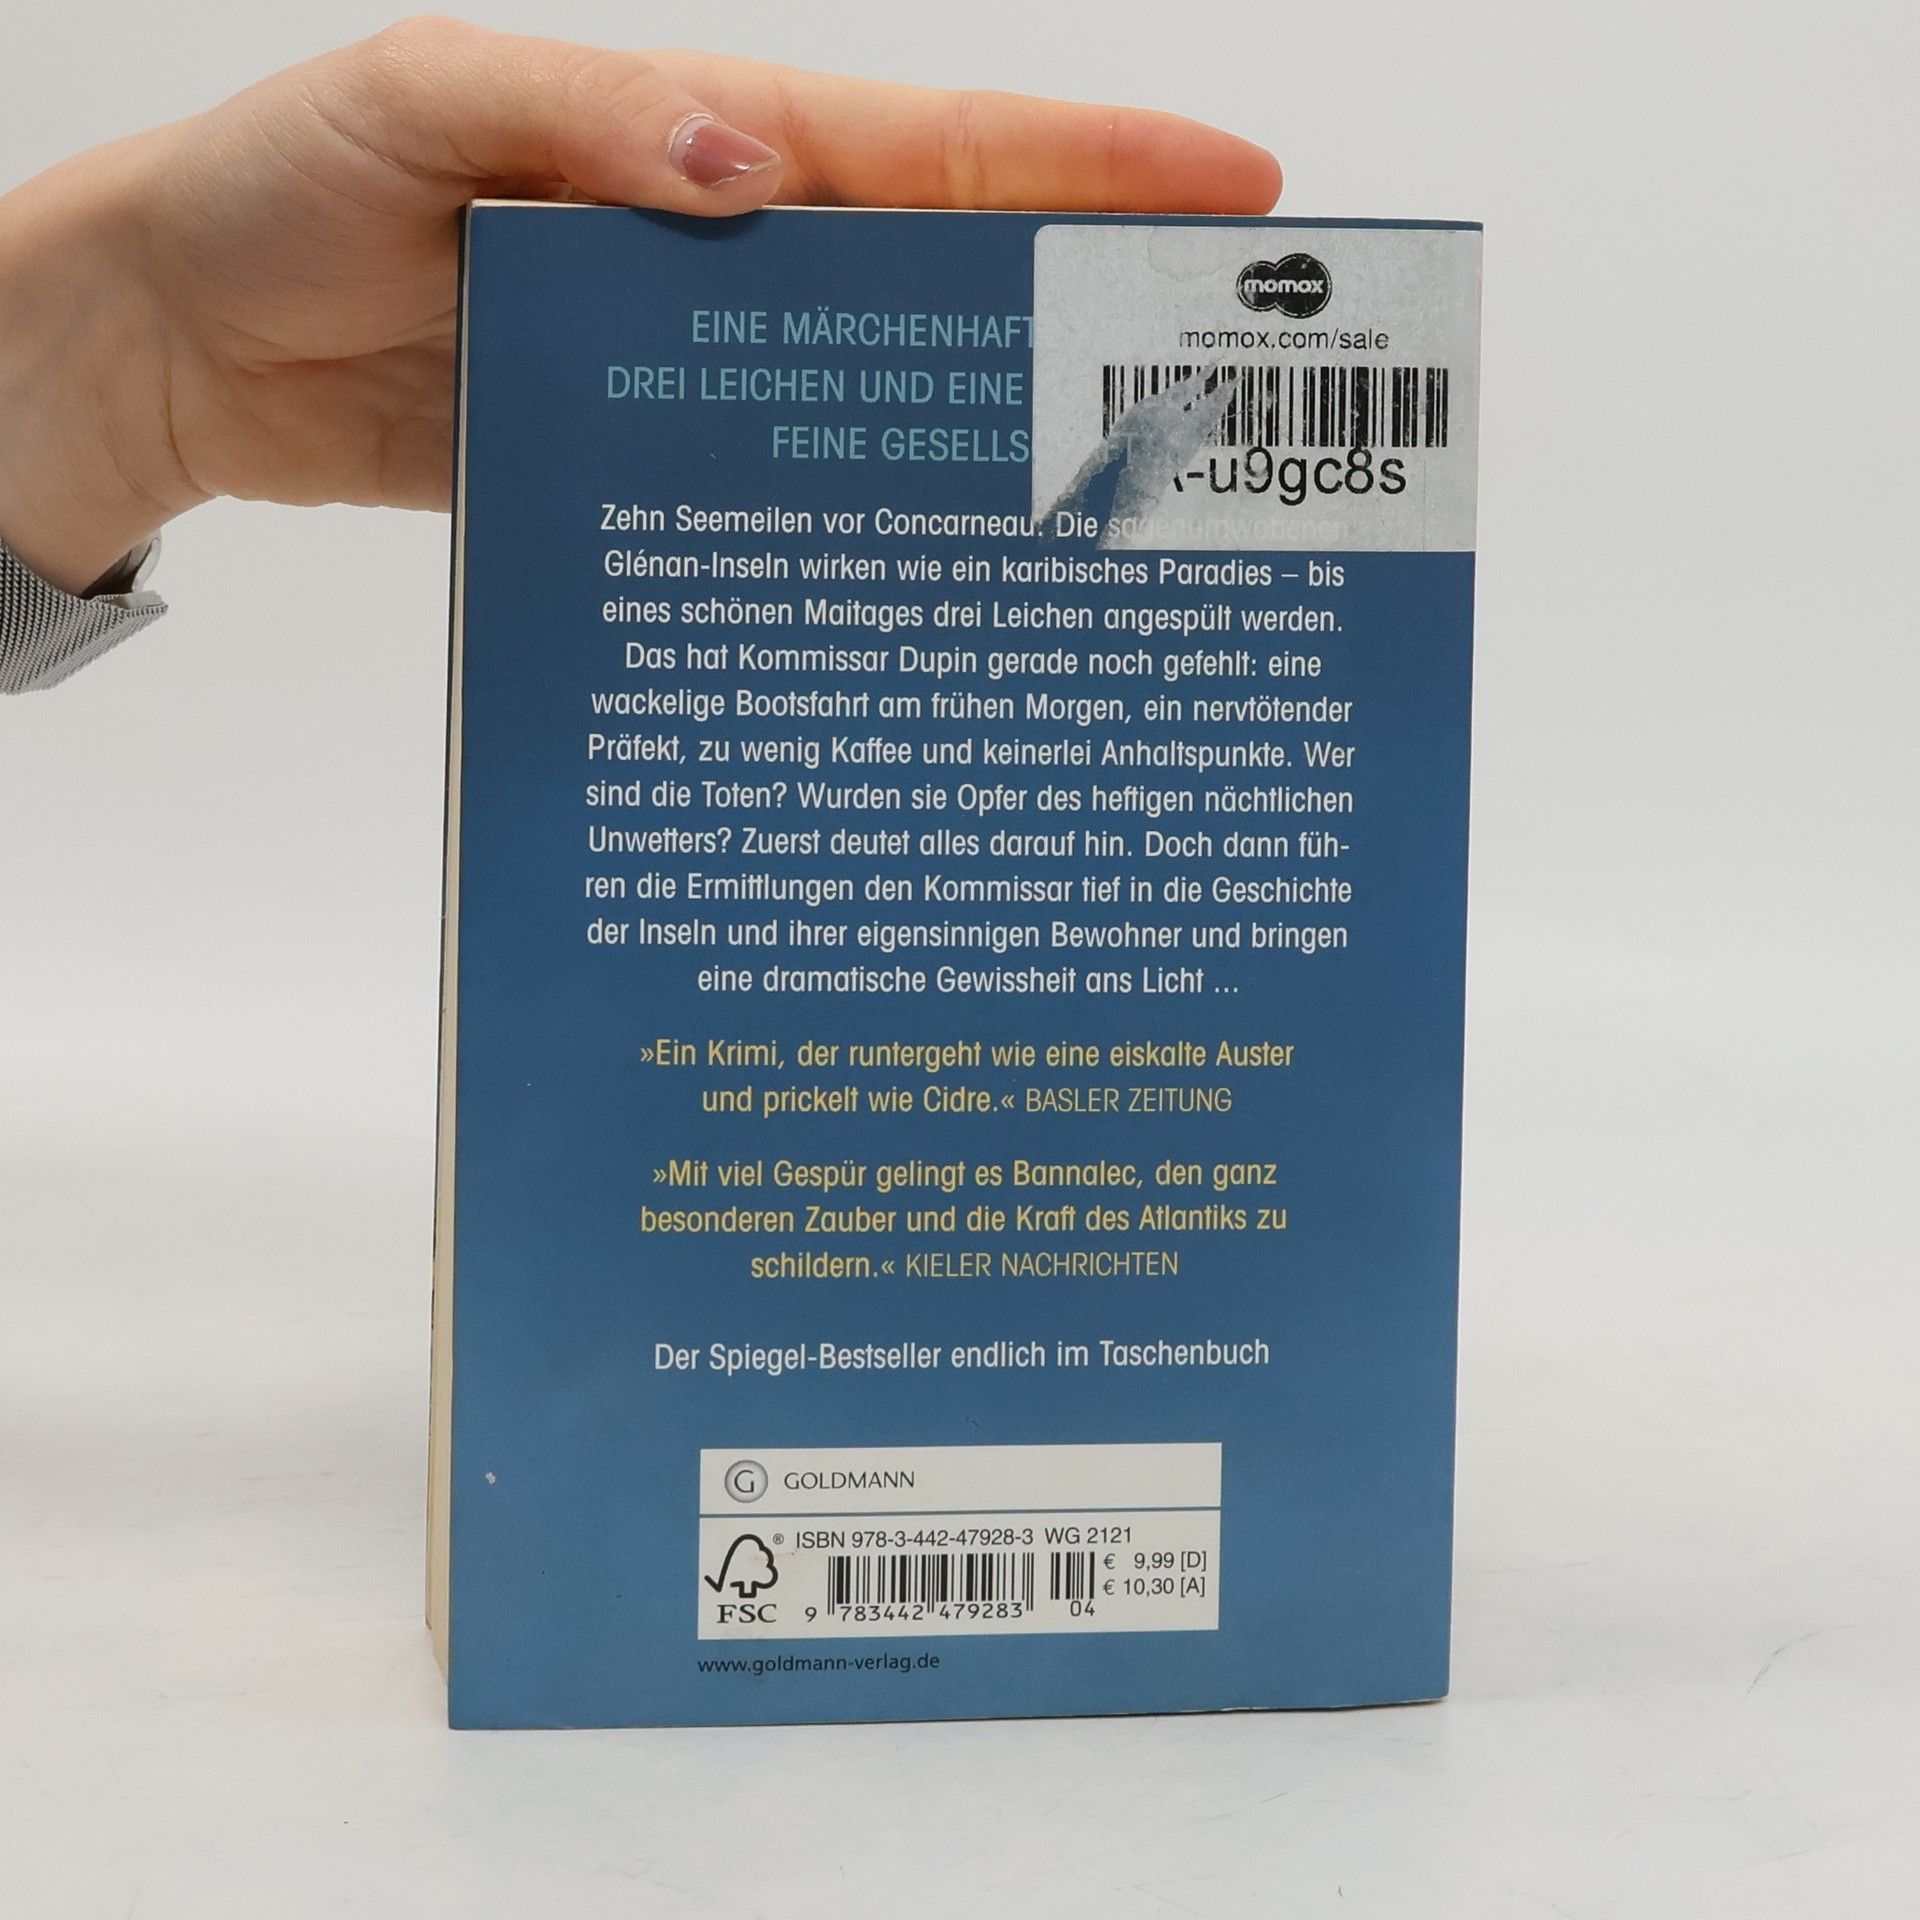 momox
momox.com/sale
-u9gc8s
EINE
DREI LEICHEN UND EINE
FEINE
Zehn Seemeilen vor Concarneau: Die sagenumwobenen
Glénan-Inseln wirken wie ein karibisches Paradies – bis
eines schönen Maitages drei Leichen angespült werden.
Das hat Kommissar Dupin gerade noch gefehlt: eine
wackelige Bootsfahrt am frühen Morgen, ein nervtötender
Präfekt, zu wenig Kaffee und keinerlei Anhaltspunkte. Wer
sind die Toten? Wurden sie Opfer des heftigen nächtlichen
Unwetters? Zuerst deutet alles darauf hin. Doch dann füh-
ren die Ermittlungen den Kommissar tief in die Geschichte
der Inseln und ihrer eigensinnigen Bewohner und bringen
eine dramatische Gewissheit ans Licht ...
»Ein Krimi, der runtergeht wie eine eiskalte Auster
und prickelt wie Cidre.« BASLER ZEITUNG
»Mit viel Gespür gelingt es Bannalec, den ganz
besonderen Zauber und die Kraft des Atlantiks zu
schildern.« KIELER NACHRICHTEN
Der Spiegel-Bestseller endlich im Taschenbuch
G GOLDMANN
® ISBN 978-3-442-47928-3 WG 2121
€ 9,99 [D]
€ 10,30 [A]
FSC 9 783442 479283 04
www.goldmann-verlag.de